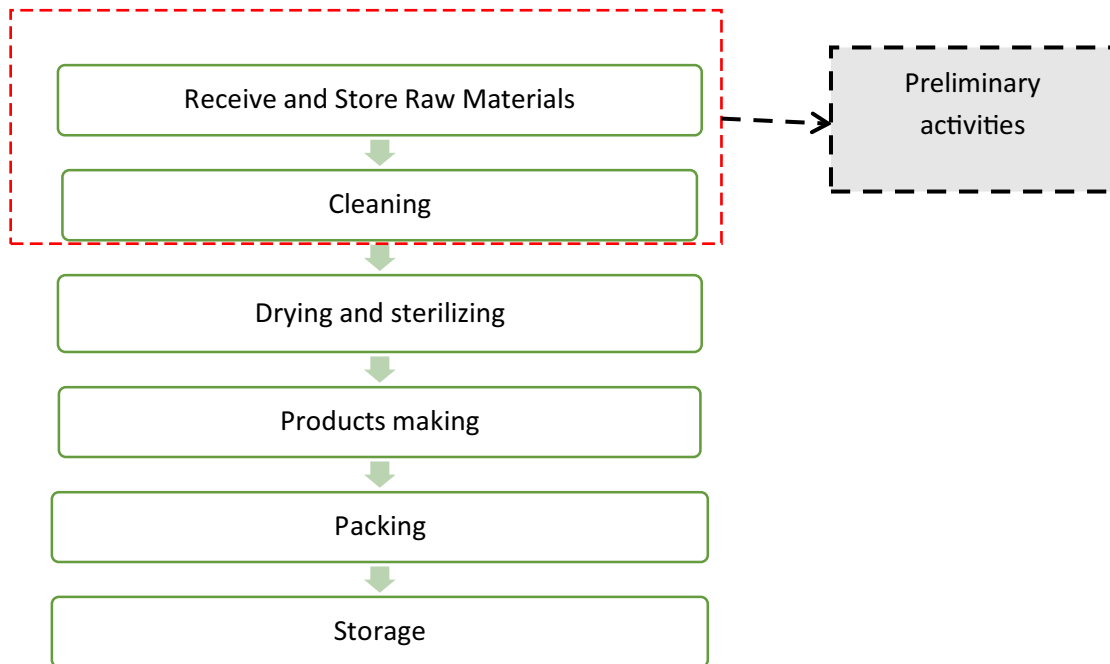 Receive and Store Raw Materials
Preliminary
activities
Cleaning
Drying and sterilizing
Products making
Packing
Storage